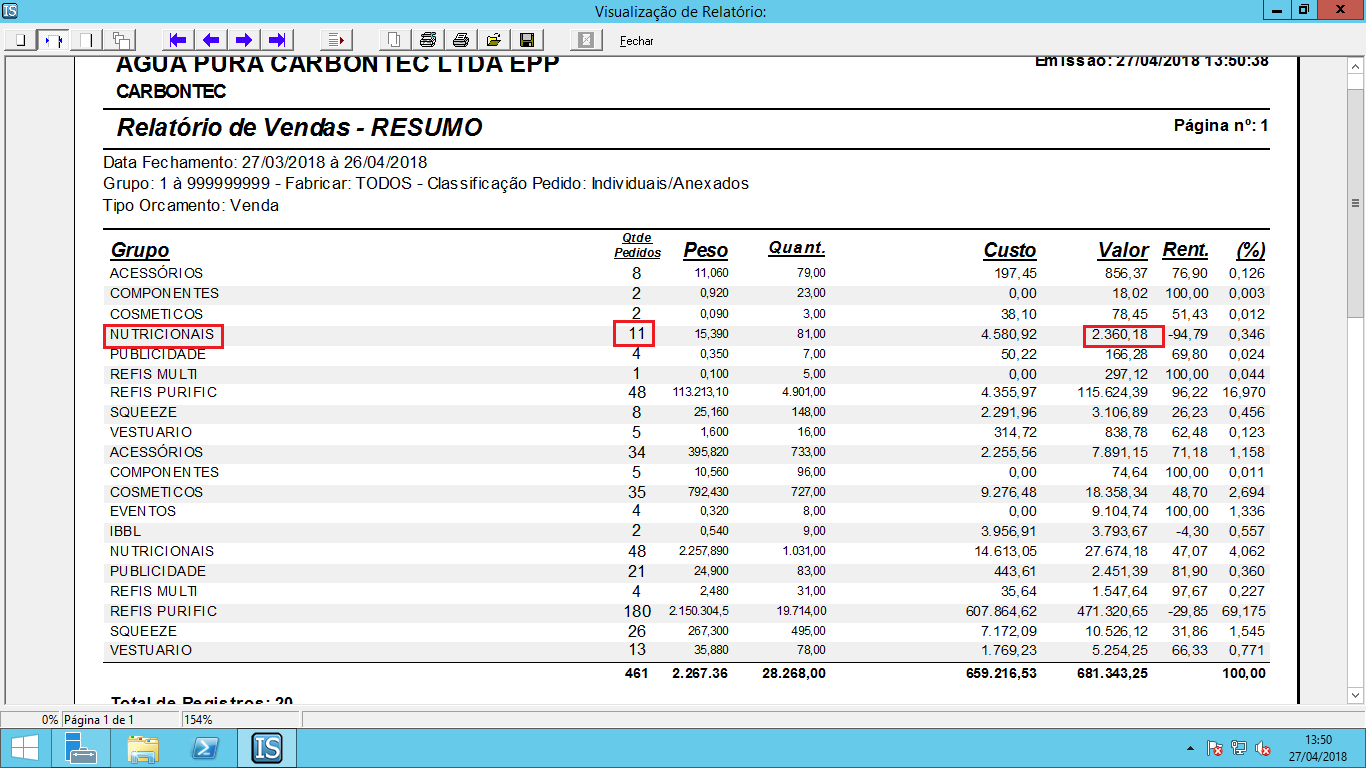 IS Visualização de Relatório:
Fechar
AGUA PURA CARBONTEC LTDA EPP Emissão: 27/04/2018 13:50:38
CARBONTEC
Relatório de Vendas - RESUMO Página nº: 1
Data Fechamento: 27/03/2018 à 26/04/2018
Grupo: 1 à 999999999 - Fabricar: TODOS - Classificação Pedido: Individuais/Anexados
Tipo Orcamento: Venda
Grupo Qtde Pedidos Peso Quant. Custo Valor Rent. (%)
ACESSÓRIOS 8 11,060 79,00 197,45 856,37 76,90 0,126
COMPONENTES 2 0,920 23,00 0,00 18,02 100,00 0,003
COSMETICOS 2 0,090 3,00 38,10 78,45 51,43 0,012
NUTRICIONAIS 11 15,390 81,00 4.580,92 2.360,18 -94,79 0,346
PUBLICIDADE 4 0,350 7,00 50,22 166,28 69,80 0,024
REFIS MULTI 1 0,100 5,00 0,00 297,12 100,00 0,044
REFIS PURIFIC 48 113.213,10 4.901,00 4.355,97 115.624,39 96,22 16,970
SQUEEZE 8 25,160 148,00 2.291,96 3.106,89 26,23 0,456
VESTUARIO 5 1,600 16,00 314,72 838,78 62,48 0,123
ACESSÓRIOS 34 395,820 733,00 2.255,56 7.891,15 71,18 1,158
COMPONENTES 5 10,560 96,00 0,00 74,64 100,00 0,011
COSMETICOS 35 792,430 727,00 9.276,48 18.358,34 48,70 2,694
EVENTOS 4 0,320 8,00 0,00 9.104,74 100,00 1,336
IBBL 2 0,540 9,00 3.956,91 3.793,67 -4,30 0,557
NUTRICIONAIS 48 2.257,890 1.031,00 14.613,05 27.674,18 47,07 4,062
PUBLICIDADE 21 24,900 83,00 443,61 2.451,39 81,90 0,360
REFIS MULTI 4 2,480 31,00 35,64 1.547,64 97,67 0,227
REFIS PURIFIC 180 2.150.304,5 19.714,00 607.864,62 471.320,65 -29,85 69,175
SQUEEZE 26 267,300 495,00 7.172,09 10.526,12 31,86 1,545
VESTUARIO 13 35,880 78,00 1.769,23 5.254,25 66,33 0,771
461 2.267.36 28.268,00 659.216,53 681.343,25 100,00
Total de Registros: 20
0% Página 1 de 1 154%
IS 13:50
27/04/2018